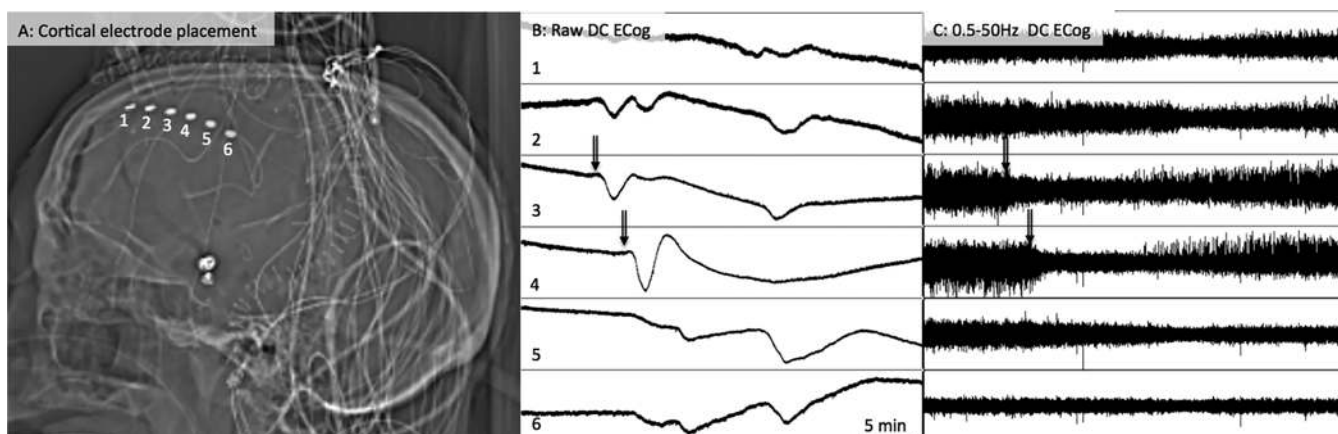 A: Cortical electrode placement
1 2 3 4 5 6
B: Raw DC ECog
1
2
3
4
5
6
5 min
C: 0.5-50Hz DC ECog